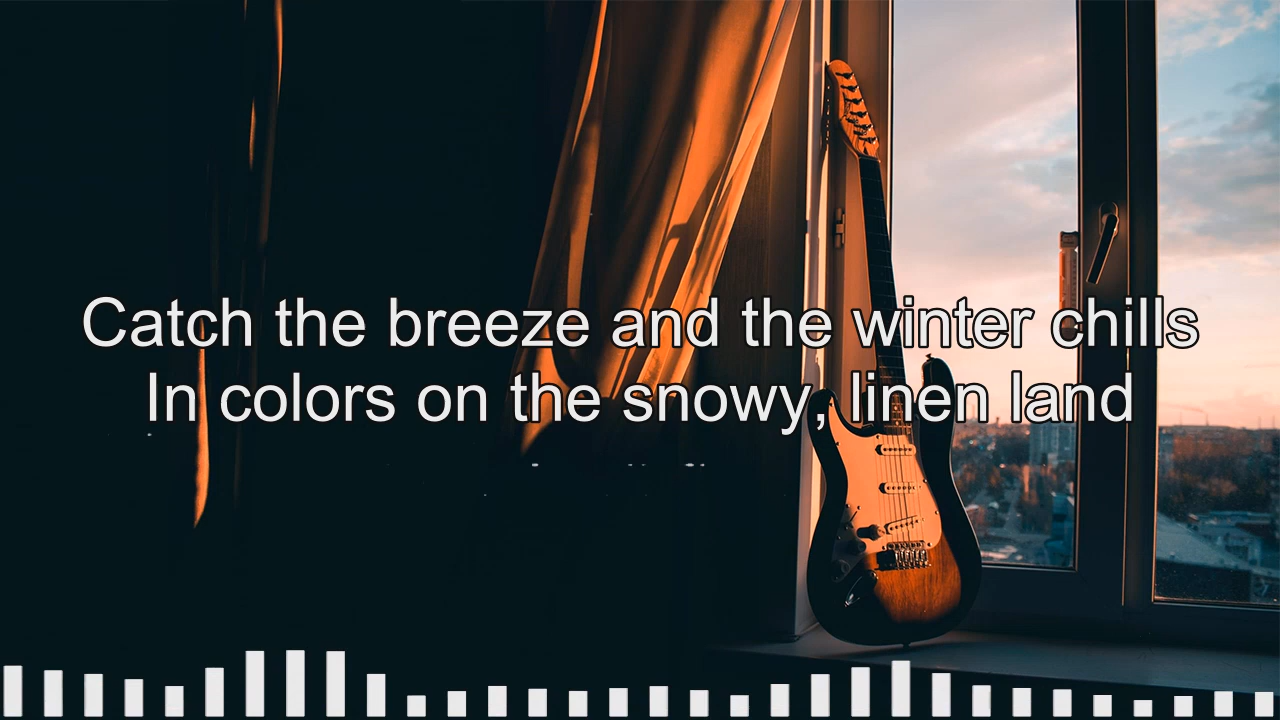 Catch the breeze and the winter chills
In colors on the snowy, linen land